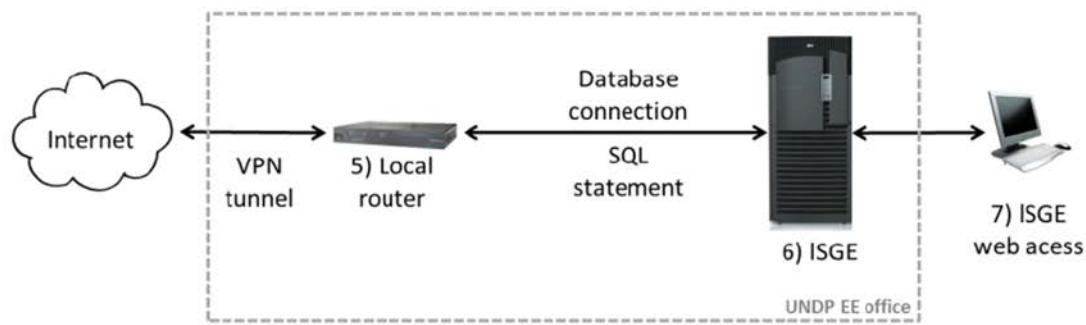 Internet
VPN
tunnel
5) Local
router
Database
connection
SQL
statement
6) ISGE
7) ISGE
web acess
UNDP EE office